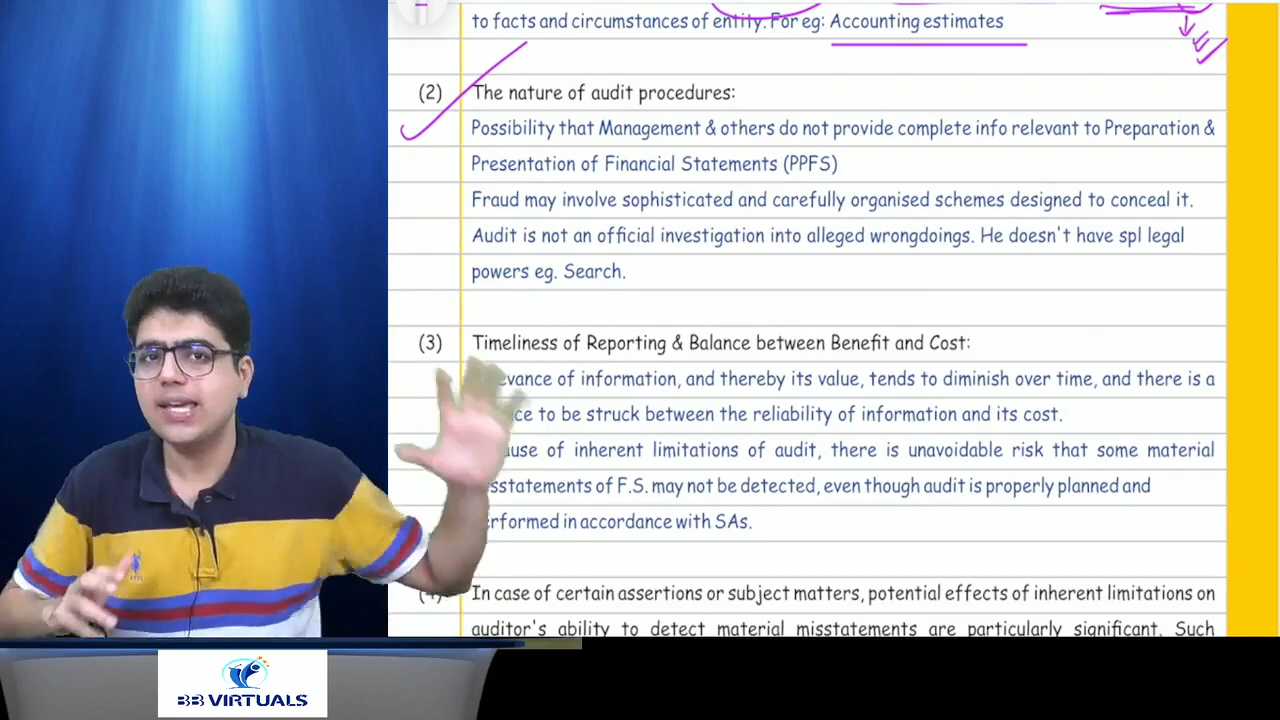 to facts and circumstances of entity. For eg: Accounting estimates
(2) The nature of audit procedures:
Possibility that Management & others do not provide complete info relevant to Preparation &
Presentation of Financial Statements (PPFS)
Fraud may involve sophisticated and carefully organised schemes designed to conceal it.
Audit is not an official investigation into alleged wrongdoings. He doesn't have spl legal
powers eg. Search.
(3) Timeliness of Reporting & Balance between Benefit and Cost:
of information, and thereby its value, tends to diminish over time, and there is a
to be struck between the reliability of information and its cost.
of inherent limitations of audit, there is unavoidable risk that some material
of F.S. may not be detected, even though audit is properly planned and
in accordance with SAs.
In case of certain assertions or subject matters, potential effects of inherent limitations on
auditor's ability to detect material misstatements are particularly significant. Such
BB VIRTUALS